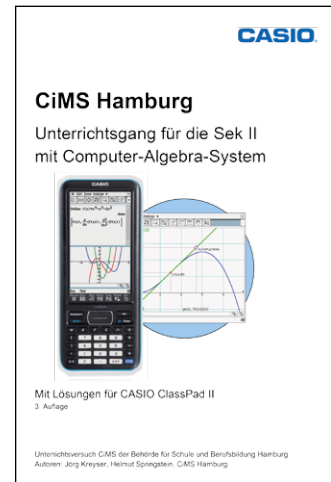 CASIO
CiMS Hamburg
Unterrichtsgang für die Sek II
mit Computer-Algebra-System
CASIO
Mit Lösungen für CASIO ClassPad II
3. Auflage
Unterrichtsversuch CiMS der Behörde für Schule und Berufsbildung Hamburg
Autoren: Jörg Kreyser, Helmut Springstein, CiMS Hamburg